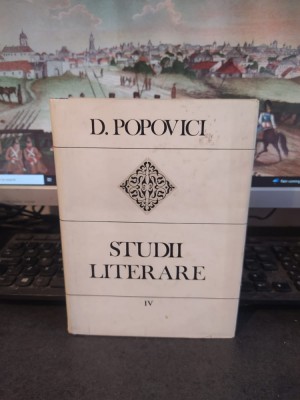 D. POPOVICI
STUDII
LITERARE
IV